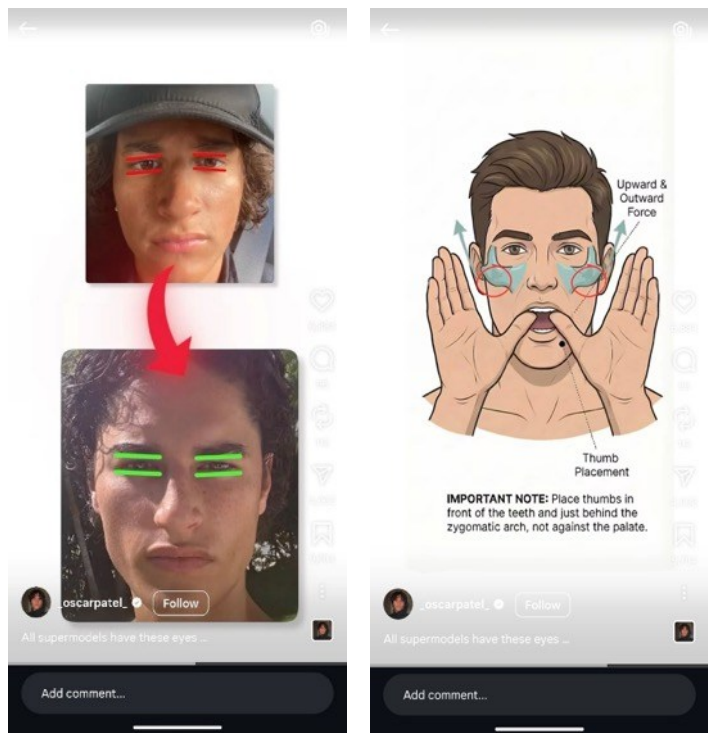 _oscarpatel_
Follow
All supermodels have these eyes ...
Add comment...
Upward &
Outward
Force
Thumb
Placement
IMPORTANT NOTE: Place thumbs in
front of the teeth and just behind the
zygomatic arch, not against the palate.
_oscarpatel_
Follow
All supermodels have these eyes ...
Add comment...